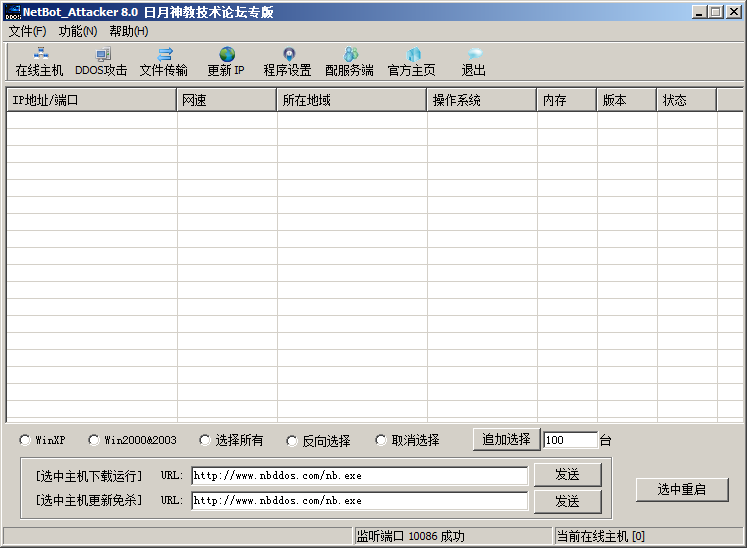 NetBot_Attacker 8.0 日月神教技术论坛专版
文件(F) 功能(N) 帮助(H)
在线主机 DDOS攻击 文件传输 更新 IP 程序设置 配服务端 官方主页 退出
IP地址/端口 网速 所在地域 操作系统 内存 版本 状态
WinXP Win2000&2003 选择所有 反向选择 取消选择 追加选择 100 台
[选中主机下载运行] URL: http://www.nbddos.com/nb.exe 发送
[选中主机更新免杀] URL: http://www.nbddos.com/nb.exe 发送
选中重启
监听端口 10086 成功 当前在线主机 [0]